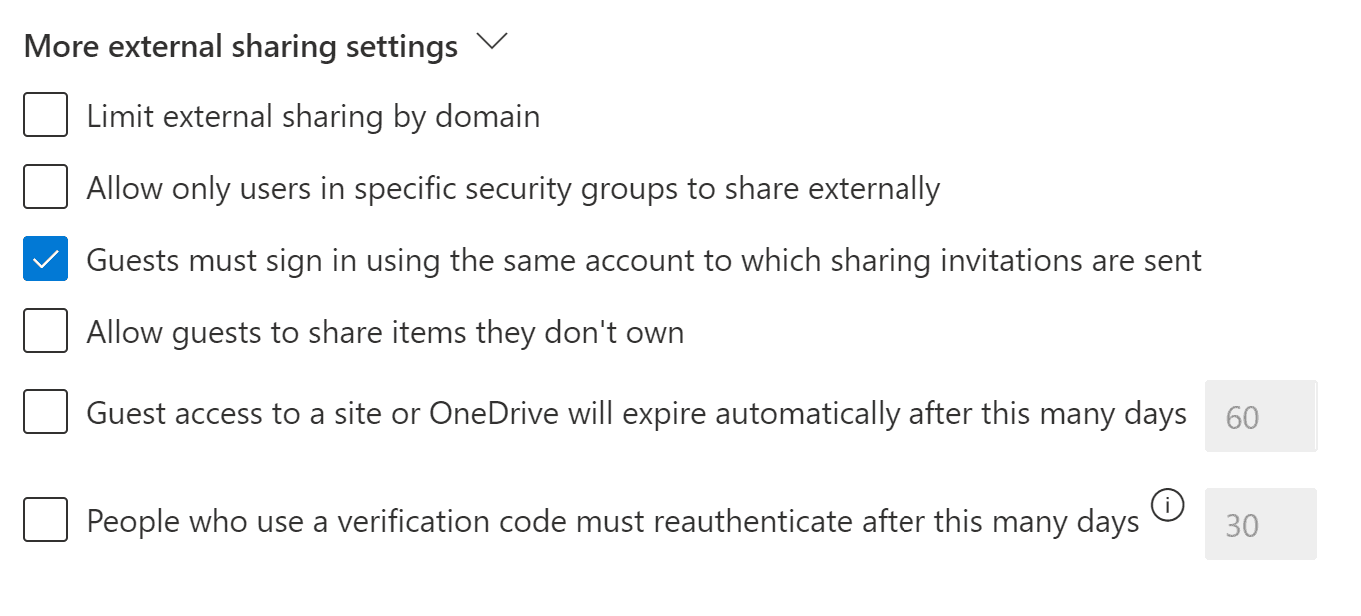 More external sharing settings
Limit external sharing by domain
Allow only users in specific security groups to share externally
Guests must sign in using the same account to which sharing invitations are sent
Allow guests to share items they don't own
Guest access to a site or OneDrive will expire automatically after this many days 60
People who use a verification code must reauthenticate after this many days i 30